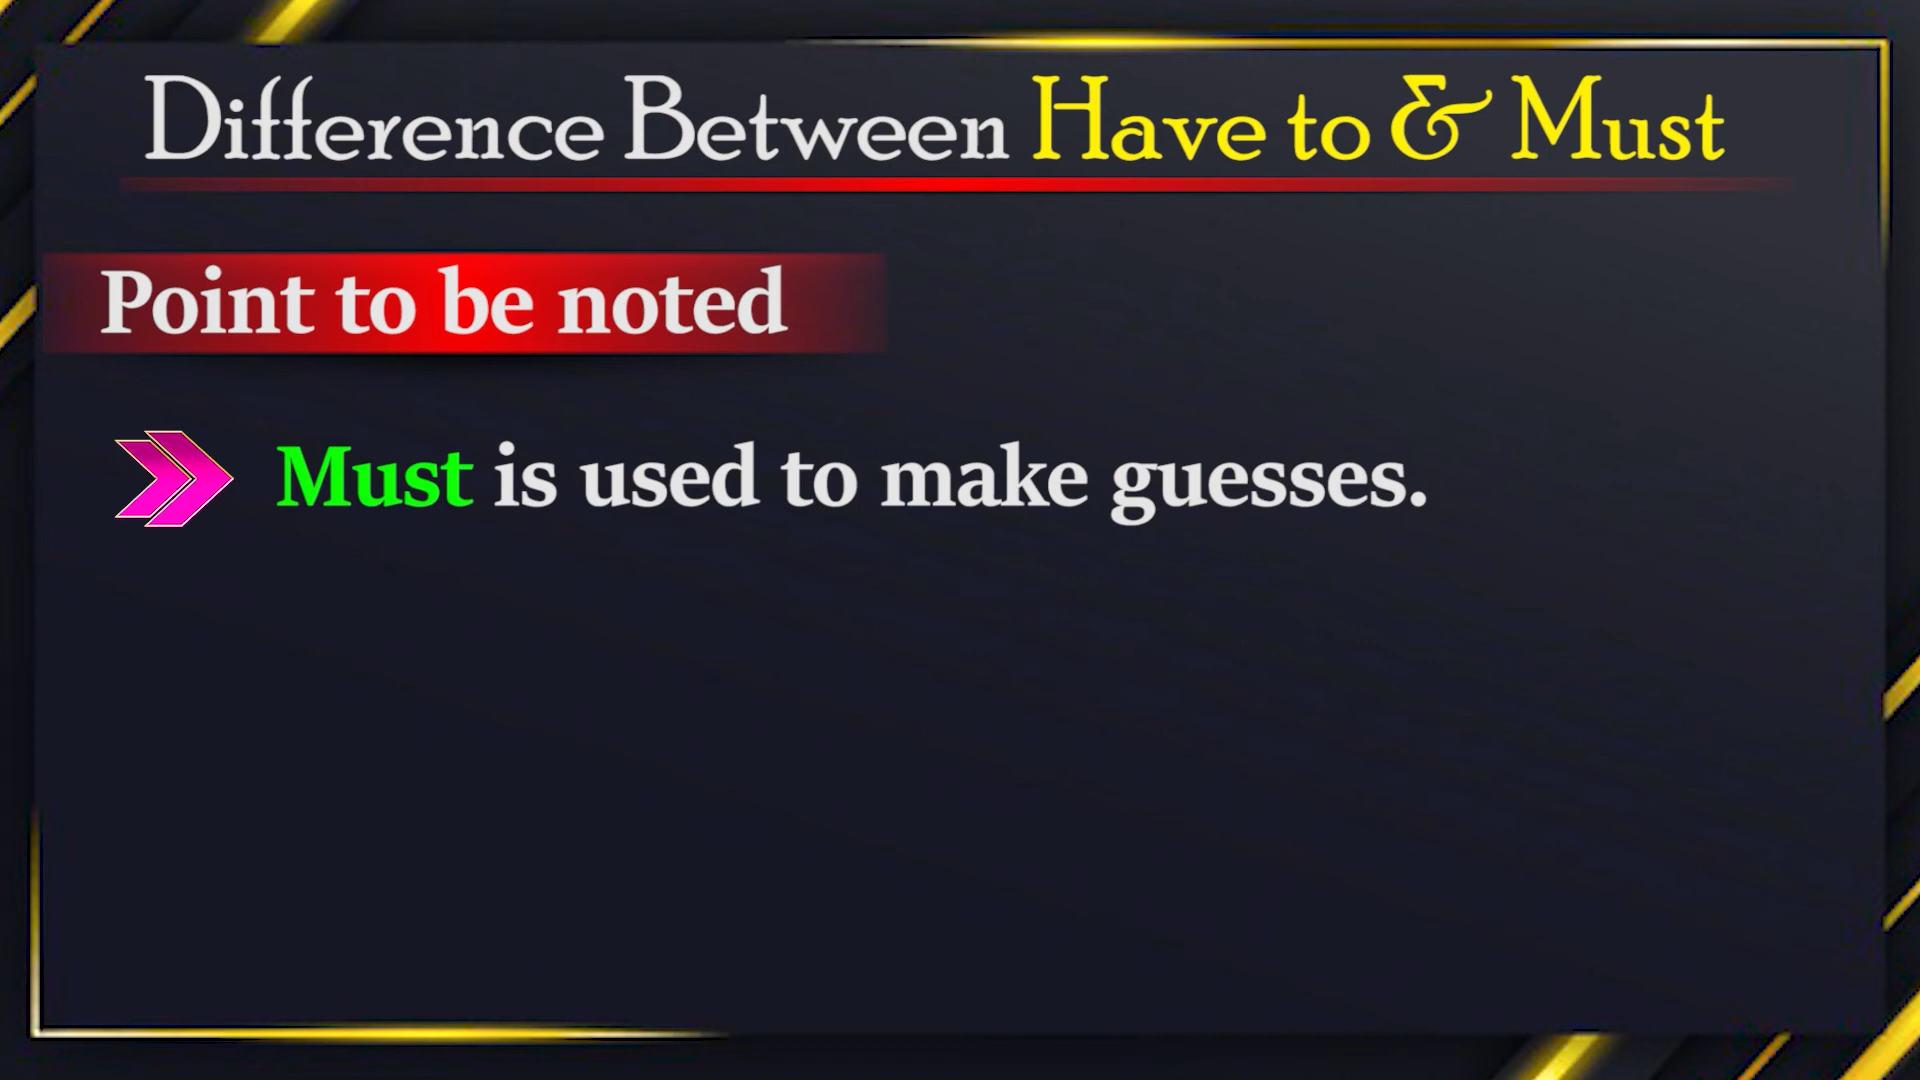 Difference Between Have to & Must
Point to be noted
Must is used to make guesses.